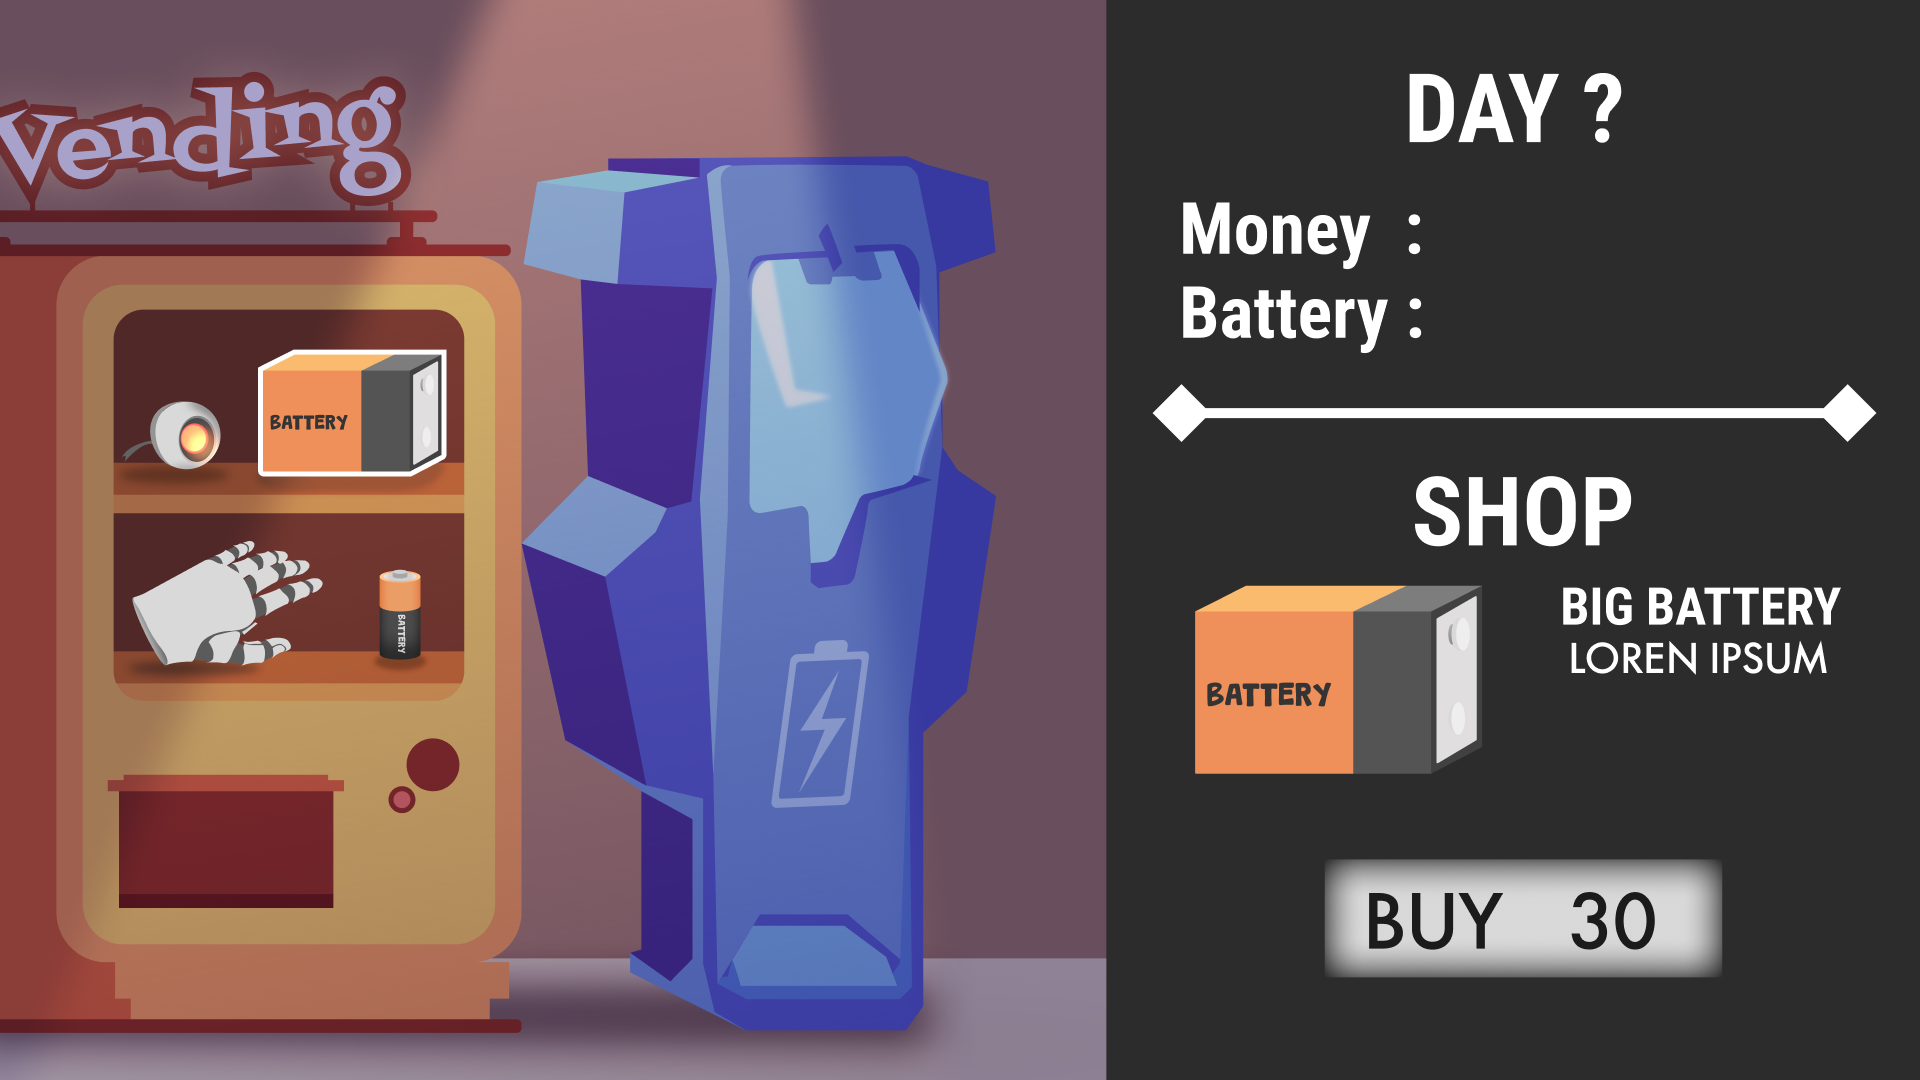 Vending
BATTERY
BATTERY
DAY ?
Money :
Battery :
SHOP
BATTERY
BIG BATTERY
LOREN IPSUM
BUY 30